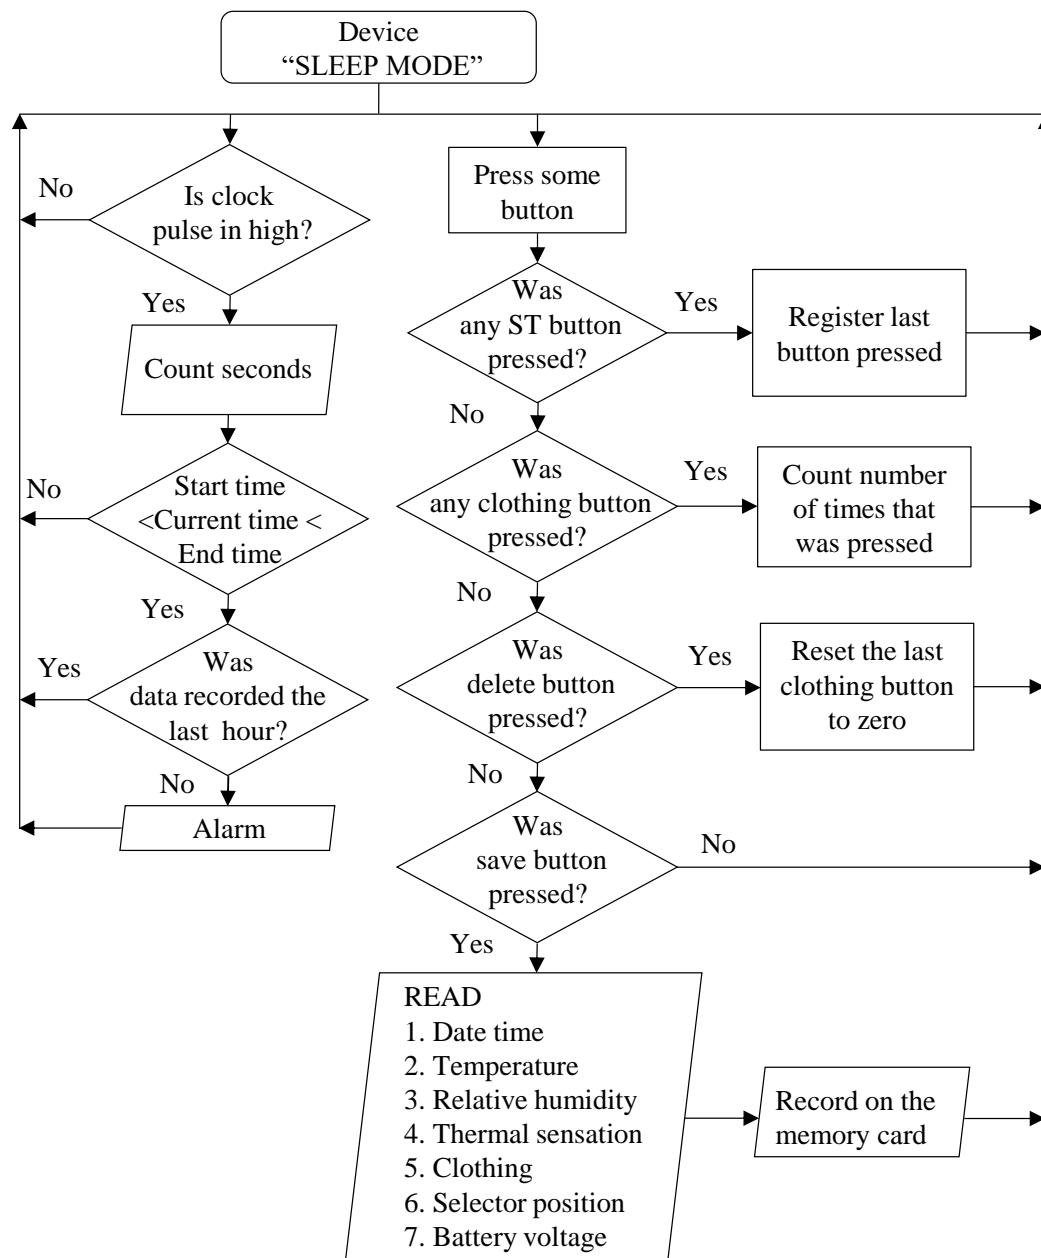 Device
“SLEEP MODE”
No
Is clock
pulse in high?
Yes
Count seconds
No
Start time
<Current time <
End time
Yes
Yes
Was
data recorded the
last hour?
No
Alarm
Press some
button
Was
any ST button
pressed?
Yes
Register last
button pressed
No
Was
any clothing button
pressed?
Yes
Count number
of times that
was pressed
No
Was
delete button
pressed?
Yes
Reset the last
clothing button
to zero
No
Was
save button
pressed?
No
Yes
READ
1. Date time
2. Temperature
3. Relative humidity
4. Thermal sensation
5. Clothing
6. Selector position
7. Battery voltage
Record on the
memory card